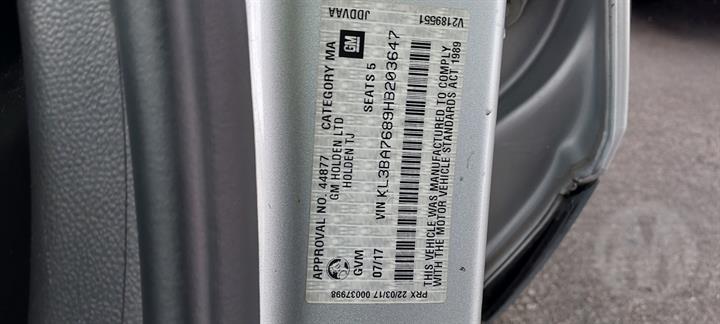 APPROVAL NO. 44877 CATEGORY MA
GM HOLDEN LTD
HOLDEN TJ
GM
JDDVAA
GVM
SEATS 5
07/17
VIN KL3BA7689HB203647
THIS VEHICLE WAS MANUFACTURED TO COMPLY
WITH THE MOTOR VEHICLE STANDARDS ACT 1989
PRX 22/03/17 00037998
V2189551